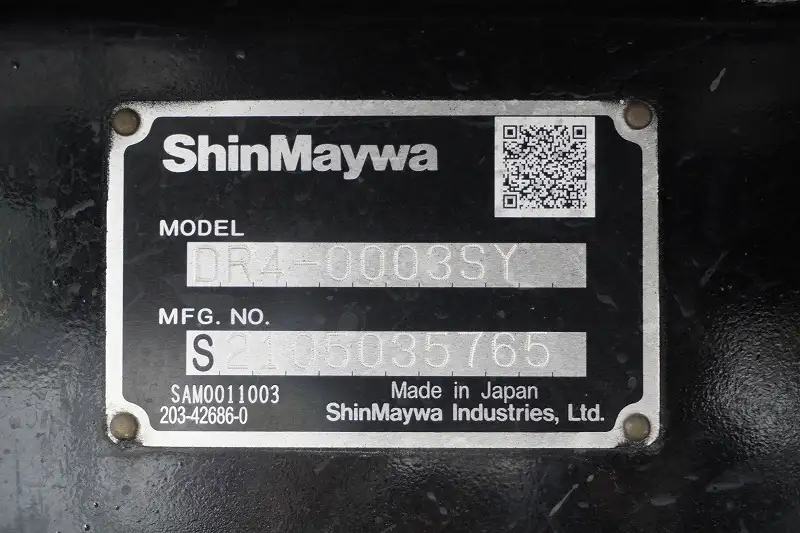 ShinMaywa
MODEL
DR4-0003SY
MFG. NO.
S2105035765
SAM0011003
203-42686-0
Made in Japan
ShinMaywa Industries, Ltd.